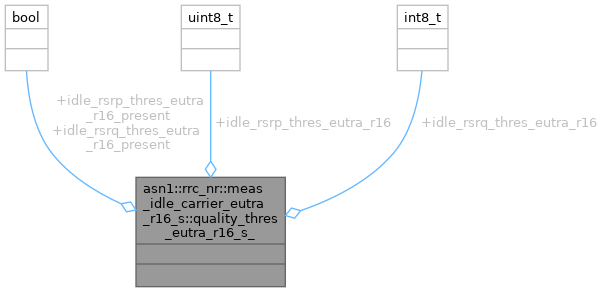 bool
uint8_t
int8_t
+idle_rsrp_thres_eutra
_r16_present
+idle_rsrq_thres_eutra
_r16_present
+idle_rsrp_thres_eutra_r16
+idle_rsrq_thres_eutra_r16
asn1::rrc_nr::meas
_idle_carrier_eutra
_r16_s::quality_thres
_eutra_r16_s_